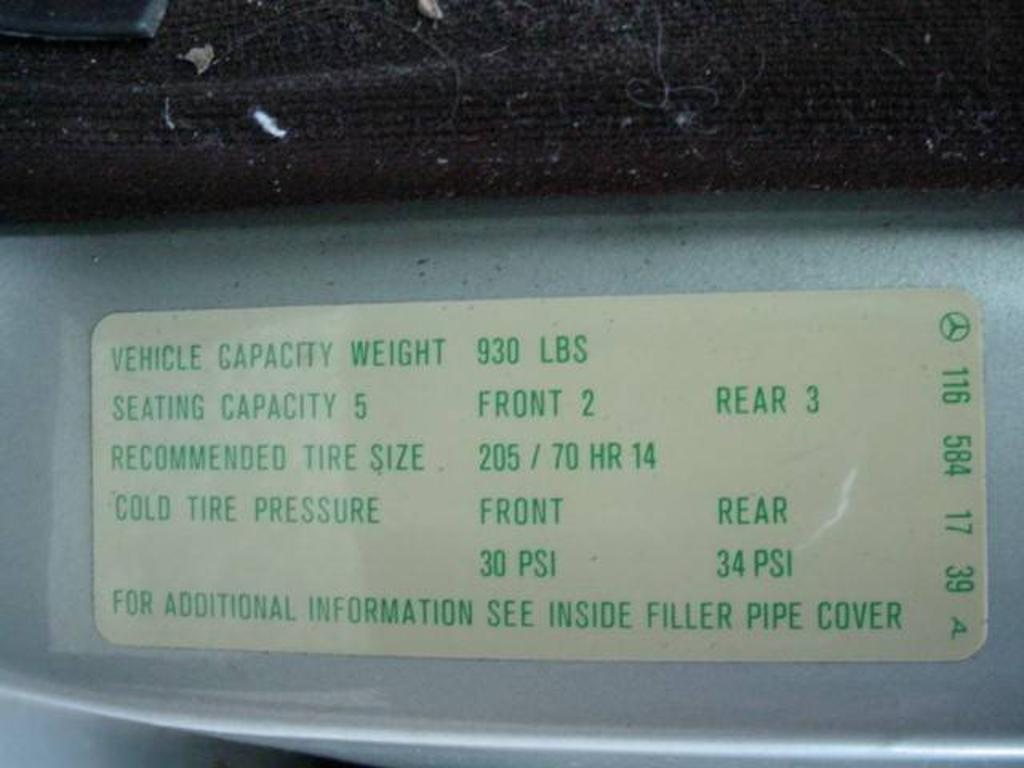 VEHICLE CAPACITY WEIGHT 930 LBS
SEATING CAPACITY 5 FRONT 2 REAR 3
RECOMMENDED TIRE SIZE 205 / 70 HR 14
COLD TIRE PRESSURE FRONT REAR
30 PSI 34 PSI
FOR ADDITIONAL INFORMATION SEE INSIDE FILLER PIPE COVER
116 584 17 39 A